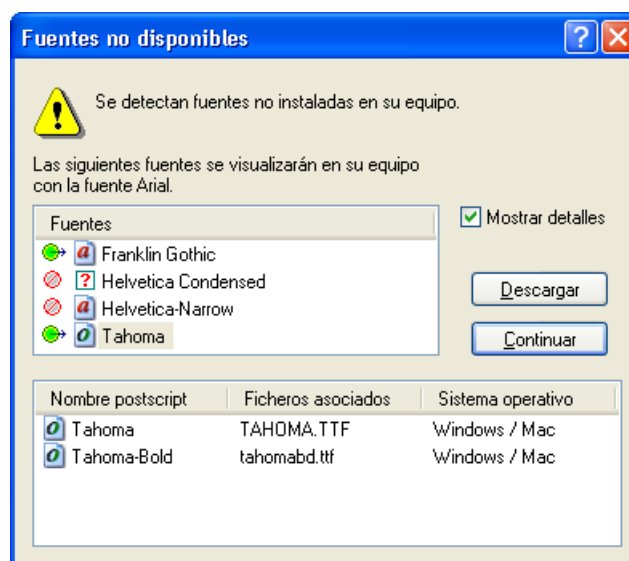 Fuentes no disponibles
Se detectan fuentes no instaladas en su equipo.
Las siguientes fuentes se visualizarán en su equipo
con la fuente Arial.
Fuentes
Mostrar detalles
Franklin Gothic
Helvetica Condensed
Helvetica-Narrow
Tahoma
Descargar
Continuar
Nombre postscript Ficheros asociados Sistema operativo
Tahoma TAHOMA.TTF Windows / Mac
Tahoma-Bold tahomabd.ttf Windows / Mac